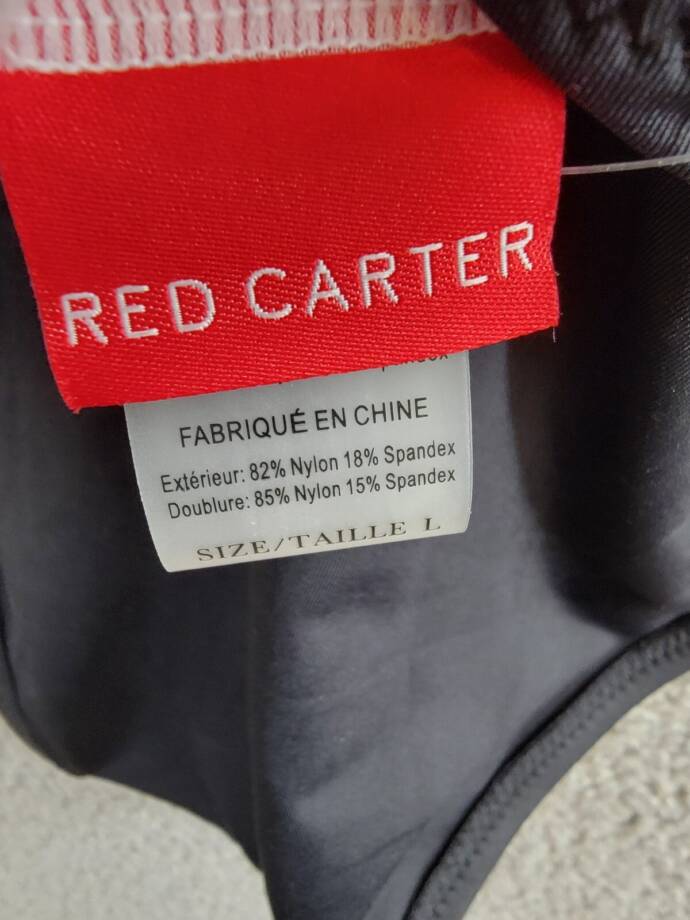 RED CARTER
FABRIQUÉ EN CHINE
Extérieur: 82% Nylon 18% Spandex
Doublure: 85% Nylon 15% Spandex
SIZE/TAILLE L